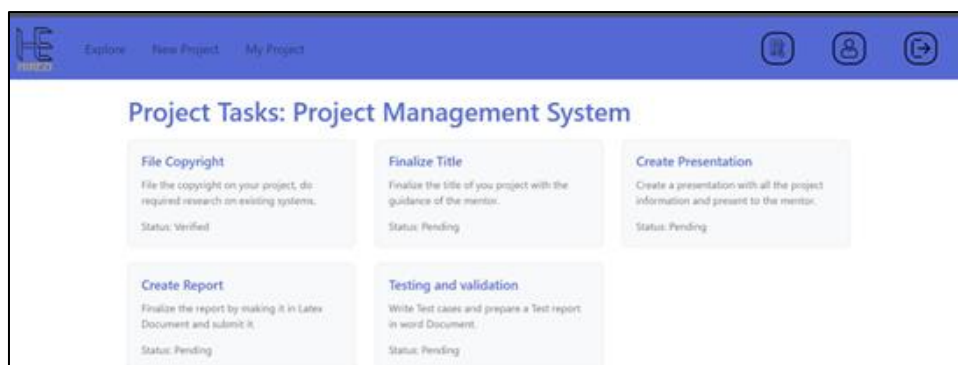 HE
Explore New Project My Project
Project Tasks: Project Management System
File Copyright
File the copyright on your project, do
required research on existing systems.
Status: Verified
Finalize Title
Finalize the title of you project with the
guidance of the mentor.
Status: Pending
Create Presentation
Create a presentation with all the project
information and present to the mentor.
Status: Pending
Create Report
Finalize the report by making it in Latex
Document and submit it
Status: Pending
Testing and validation
Write Test cases and prepare a Test report
in word Document.
Status: Pending